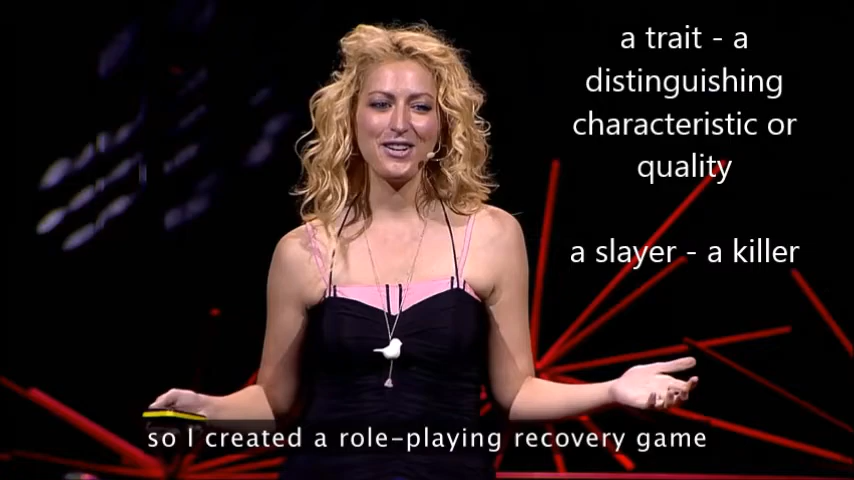 a trait - a
distinguishing
characteristic or
quality
a slayer - a killer
so I created a role-playing recovery game